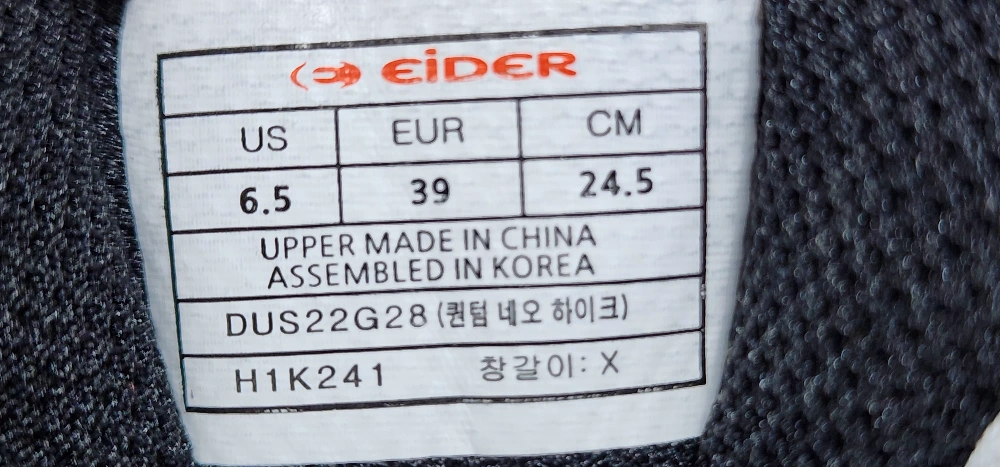 EiDER
US EUR CM
6.5 39 24.5
UPPER MADE IN CHINA
ASSEMBLED IN KOREA
DUS22G28 (퀀텀 네오 하이크)
H1K241 창갈이: X